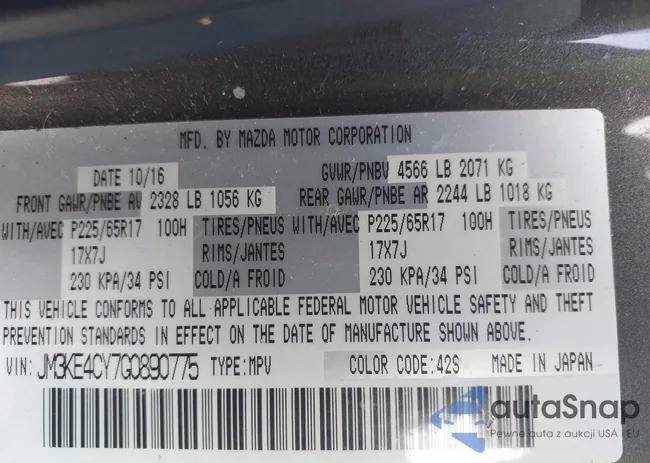 MFD. BY MAZDA MOTOR CORPORATION
DATE 10/16 GVWR/PNBV 4566 LB 2071 KG
FRONT GAWR/PNBE AV 2328 LB 1056 KG REAR GAWR/PNBE AR 2244 LB 1018 KG
WITH/AVEC P225/65R17 100H TIRES/PNEUS WITH/AVEC P225/65R17 100H TIRES/PNEUS
17X7J RIMS/JANTES 17X7J RIMS/JANTES
230 KPA/34 PSI COLD/A FROID 230 KPA/34 PSI COLD/A FROID
THIS VEHICLE CONFORMS TO ALL APPLICABLE FEDERAL MOTOR VEHICLE SAFETY AND THEFT
PREVENTION STANDARDS IN EFFECT ON THE DATE OF MANUFACTURE SHOWN ABOVE.
VIN: JM3KE4CY7G0890775 TYPE:MPV COLOR CODE:42S MADE IN JAPAN
autaSnap
Pewne auta z aukcji USA i EU